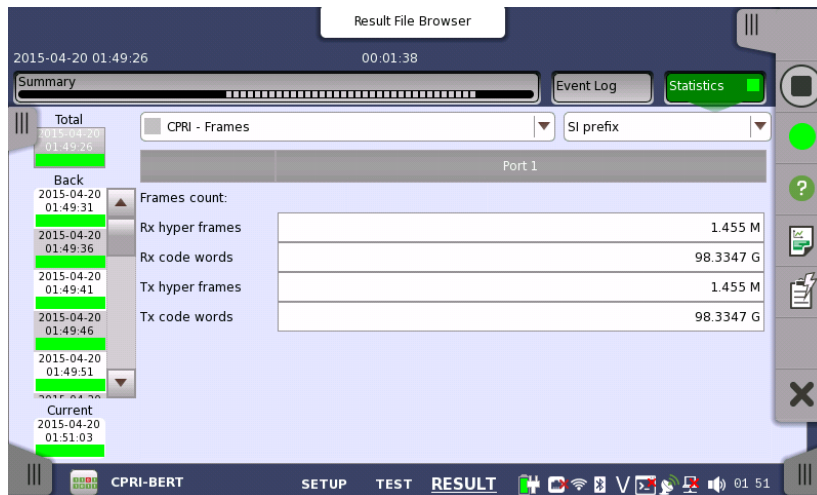 Result File Browser
2015-04-20 01:49:26
00:01:38
Summary
Event Log
Statistics
Total
2015-04-20
01:49:26
CPRI - Frames
SI prefix
Port 1
Back
2015-04-20
01:49:31
2015-04-20
01:49:36
2015-04-20
01:49:41
2015-04-20
01:49:46
2015-04-20
01:49:51
Current
2015-04-20
01:51:03
Frames count:
Rx hyper frames 1.455 M
Rx code words 98.3347 G
Tx hyper frames 1.455 M
Tx code words 98.3347 G
CPRI-BERT
SETUP
TEST
RESULT
01 51